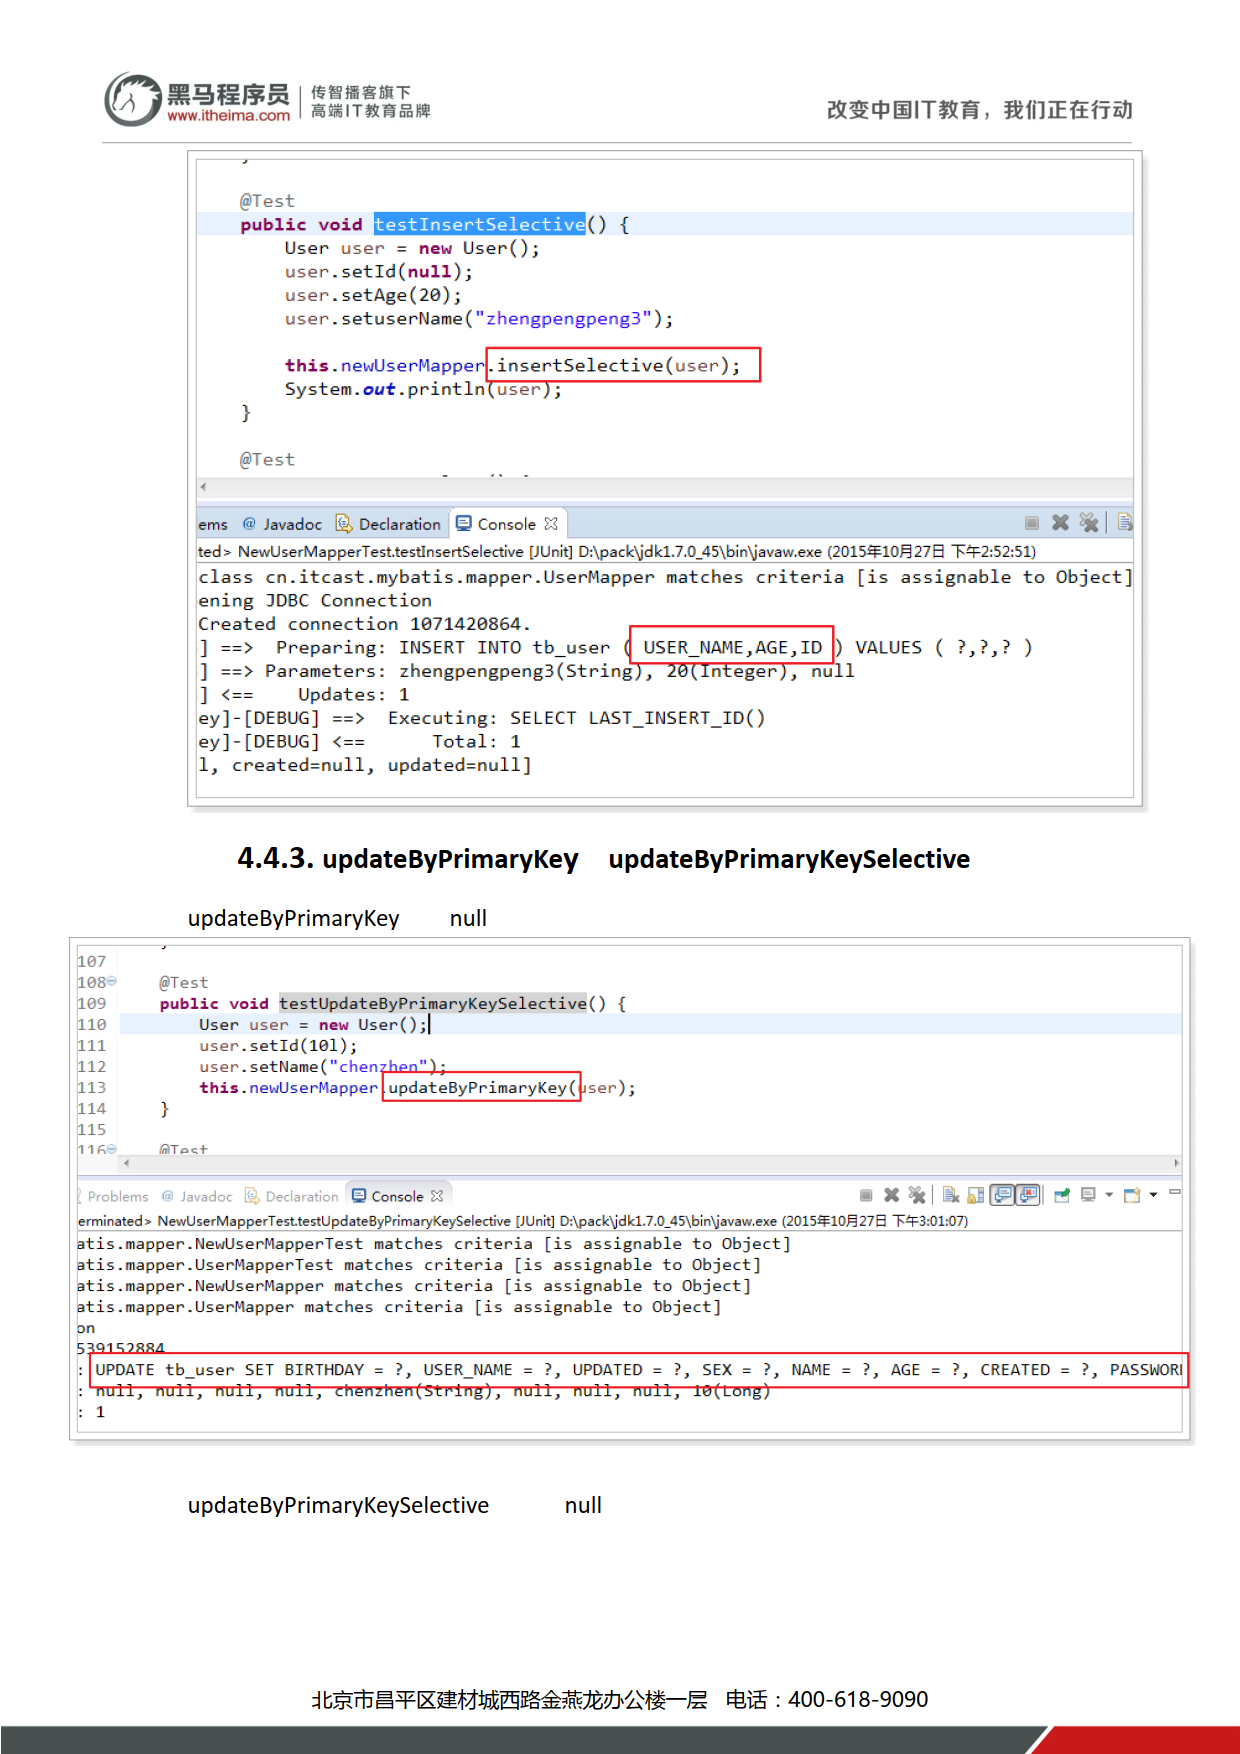 黑马程序员
www.itheima.com
传智播客旗下
高端IT教育品牌
改变中国IT教育，我们正在行动
@Test
public void testInsertSelective() {
User user = new User();
user.setId(null);
user.setAge(20);
user.setuserName("zhengpengpeng3");
this.newUserMapper.insertSelective(user);
System.out.println(user);
}
@Test
ems @ Javadoc Declaration Console
ted> NewUserMapperTest.testInsertSelective [JUnit] D:\pack\jdk1.7.0_45\bin\javaw.exe (2015年10月27日 下午2:52:51)
class cn.itcast.mybatis.mapper.UserMapper matches criteria [is assignable to Object]
ening JDBC Connection
Created connection 1071420864.
] ==> Preparing: INSERT INTO tb_user ( USER_NAME,AGE,ID ) VALUES ( ?,?,? )
] ==> Parameters: zhengpengpeng3(String), 20(Integer), null
] <== Updates: 1
ey]-[DEBUG] ==> Executing: SELECT LAST_INSERT_ID()
ey]-[DEBUG] <== Total: 1
l, created=null, updated=null]
4.4.3. updateByPrimaryKey updateByPrimaryKeySelective
updateByPrimaryKey null
107
108 @Test
109 public void testUpdateByPrimaryKeySelective() {
110 User user = new User();
111 user.setId(10l);
112 user.setName("chenzhen");
113 this.newUserMapper.updateByPrimaryKey(user);
114 }
115
116 @Test
Problems @ Javadoc Declaration Console
erminated> NewUserMapperTest.testUpdateByPrimaryKeySelective [JUnit] D:\pack\jdk1.7.0_45\bin\javaw.exe (2015年10月27日 下午3:01:07)
atis.mapper.NewUserMapperTest matches criteria [is assignable to Object]
atis.mapper.UserMapperTest matches criteria [is assignable to Object]
atis.mapper.NewUserMapper matches criteria [is assignable to Object]
atis.mapper.UserMapper matches criteria [is assignable to Object]
on
539152884
: UPDATE tb_user SET BIRTHDAY = ?, USER_NAME = ?, UPDATED = ?, SEX = ?, NAME = ?, AGE = ?, CREATED = ?, PASSWORD
: null, null, null, null, chenzhen(String), null, null, null, 10(Long)
: 1
updateByPrimaryKeySelective null
北京市昌平区建材城西路金燕龙办公楼一层 电话：400-618-9090